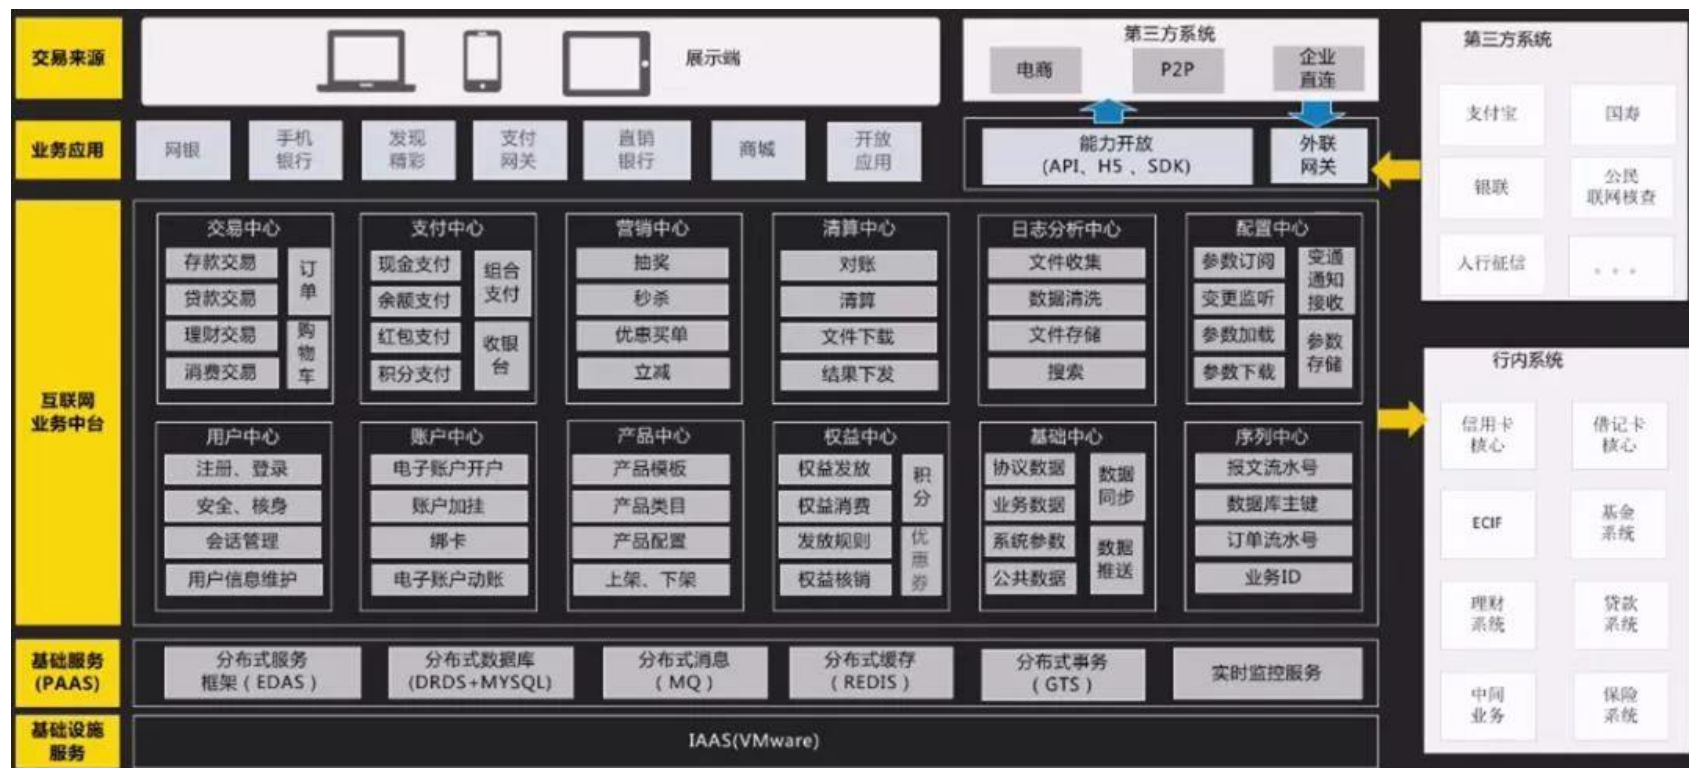 交易来源
展示端
第三方系统
电商
P2P
企业
直连
业务应用
网银
手机
银行
发现
精彩
支付
网关
直销
银行
商城
开放
应用
能力开放
(API、H5 、SDK)
外联
网关
互联网
业务中台
交易中心
存款交易
贷款交易
理财交易
消费交易
订
单
购
物
车
支付中心
现金支付
余额支付
红包支付
积分支付
组合
支付
收银
台
营销中心
抽奖
秒杀
优惠买单
立减
清算中心
对账
清算
文件下载
结果下发
日志分析中心
文件收集
数据清洗
文件存储
搜索
配置中心
参数订阅
变更监听
参数加载
参数下载
变通
通知
接收
参数
存储
用户中心
注册、登录
安全、核身
会话管理
用户信息维护
账户中心
电子账户开户
账户加挂
绑卡
电子账户动账
产品中心
产品模板
产品类目
产品配置
上架、下架
权益中心
权益发放
权益消费
发放规则
权益核销
积
分
优
惠
券
基础中心
协议数据
业务数据
系统参数
公共数据
数据
同步
数据
推送
序列中心
报文流水号
数据库主键
订单流水号
业务ID
基础服务
(PAAS)
分布式服务
框架 ( EDAS )
分布式数据库
(DRDS+MYSQL)
分布式消息
( MQ )
分布式缓存
( REDIS )
分布式事务
( GTS )
实时监控服务
基础设施
服务
IAAS(VMware)
第三方系统
支付宝
国寿
银联
公民
联网核查
人行征信
。。。
行内系统
信用卡
核心
借记卡
核心
ECIF
基金
系统
理财
系统
贷款
系统
中间
业务
保险
系统